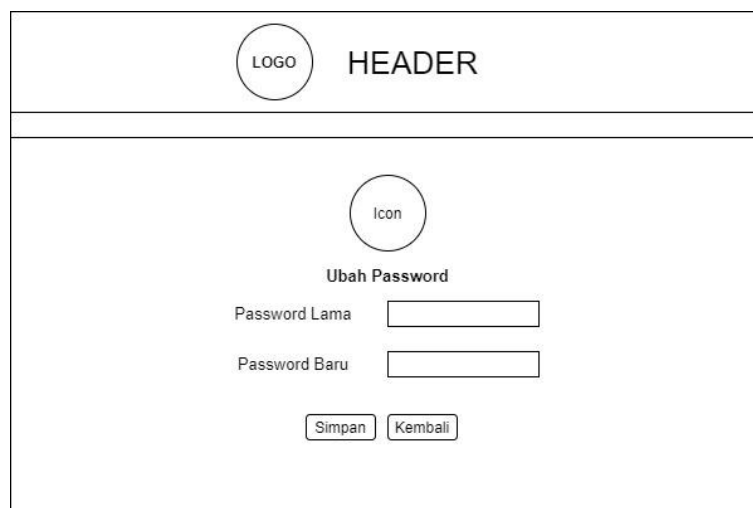 LOGO HEADER
Icon
Ubah Password
Password Lama
Password Baru
Simpan Kembali